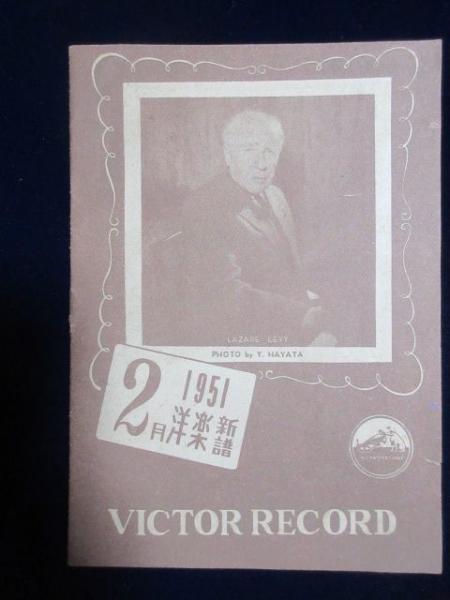 LAZARE LEVY
PHOTO by Y. HAYATA
1951
2月洋楽新譜
VICTOR RECORD